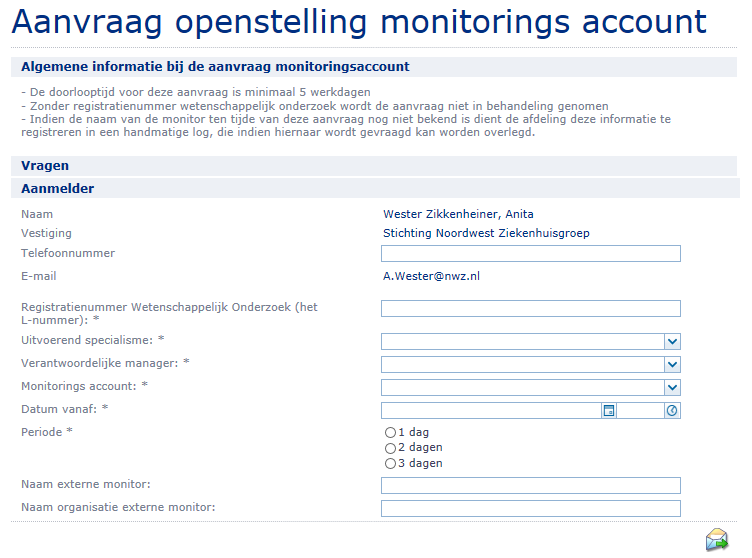 Aanvraag openstelling monitorings account
Algemene informatie bij de aanvraag monitoringsaccount
- De doorlooptijd voor deze aanvraag is minimaal 5 werkdagen
- Zonder registratienummer wetenschappelijk onderzoek wordt de aanvraag niet in behandeling genomen
- Indien de naam van de monitor ten tijde van deze aanvraag nog niet bekend is dient de afdeling deze informatie te
registreren in een handmatige log, die indien hiernaar wordt gevraagd kan worden overlegd.
Vragen
Aanmelder
Naam Wester Zikkenheiner, Anita
Vestiging Stichting Noordwest Ziekenhuisgroep
Telefoonnummer
E-mail A.Wester@nwz.nl
Registratienummer Wetenschappelijk Onderzoek (het
L-nummer): *
Uitvoerend specialisme: *
Verantwoordelijke manager: *
Monitorings account: *
Datum vanaf: *
Periode * 1 dag
2 dagen
3 dagen
Naam externe monitor:
Naam organisatie externe monitor: